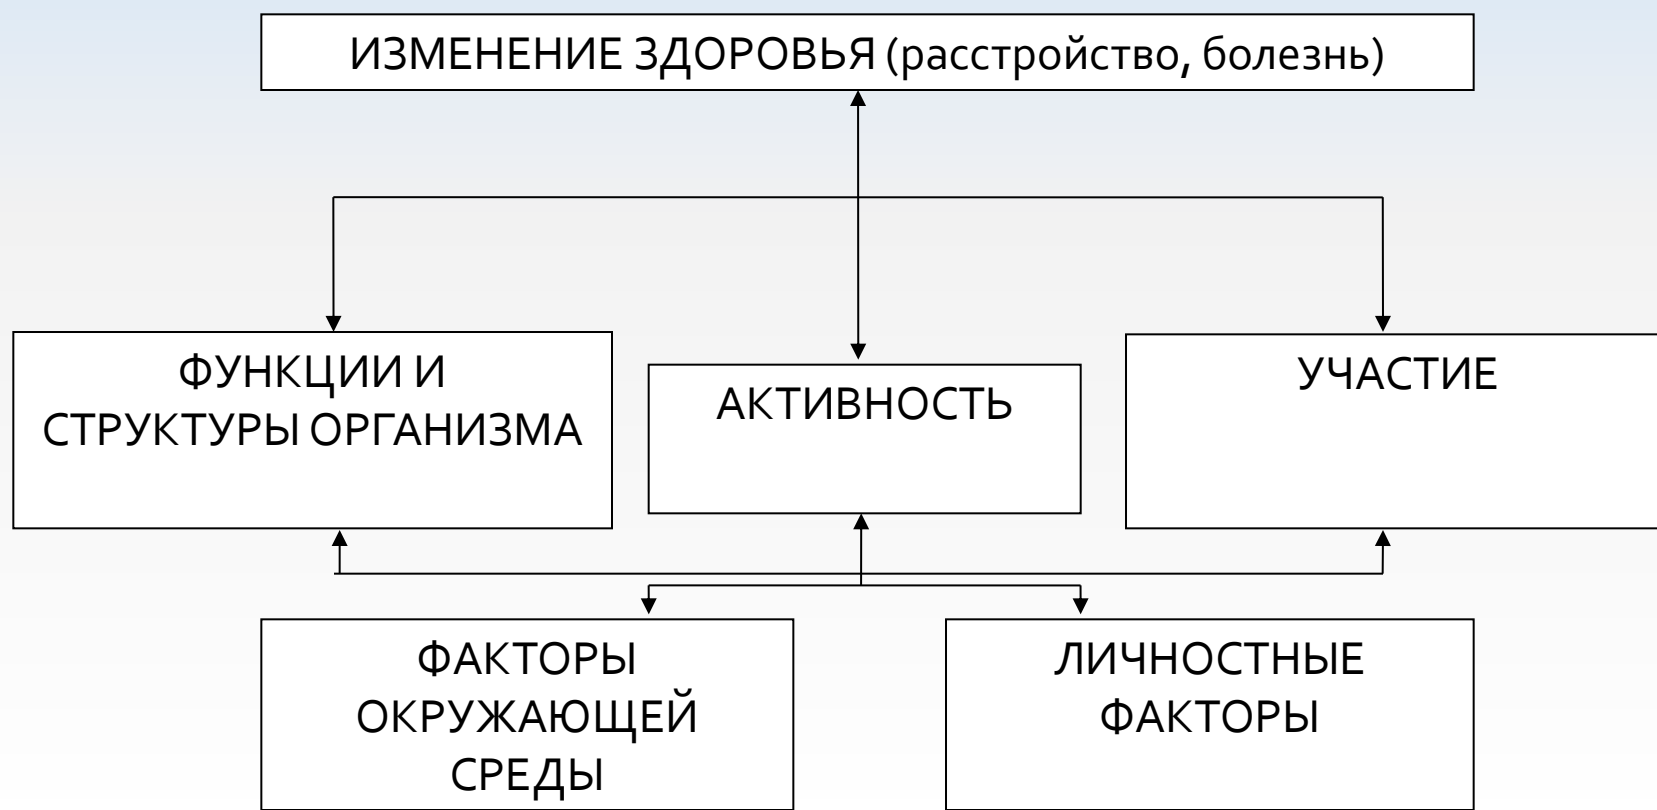 ИЗМЕНЕНИЕ ЗДОРОВЬЯ (расстройство, болезнь)
ФУНКЦИИ И
СТРУКТУРЫ ОРГАНИЗМА
АКТИВНОСТЬ
УЧАСТИЕ
ФАКТОРЫ
ОКРУЖАЮЩЕЙ
СРЕДЫ
ЛИЧНОСТНЫЕ
ФАКТОРЫ